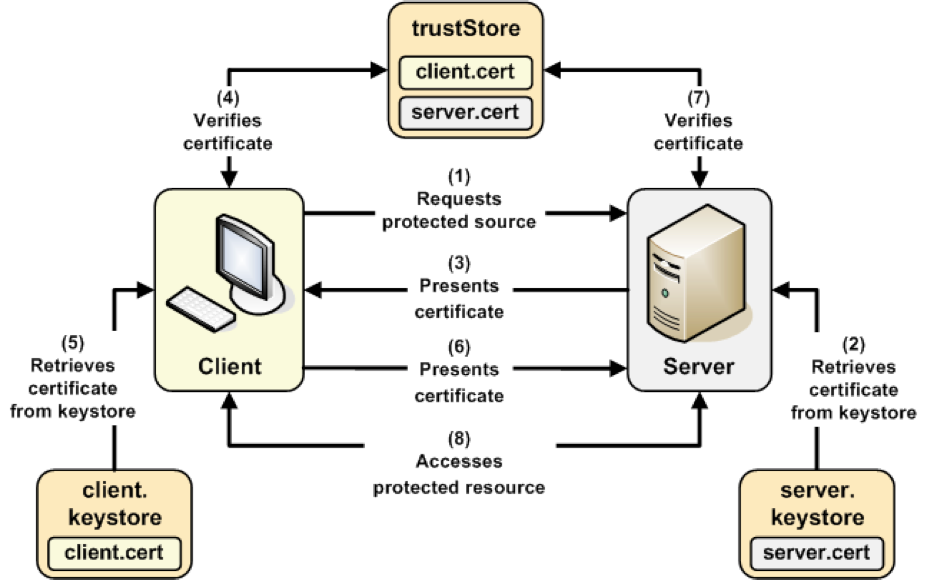 trustStore
client.cert
server.cert
(4)
Verifies
certificate
(7)
Verifies
certificate
(1)
Requests
protected source
(3)
Presents
certificate
(6)
Presents
certificate
Client
Server
(5)
Retrieves
certificate
from keystore
(2)
Retrieves
certificate
from keystore
(8)
Accesses
protected resource
client.
keystore
client.cert
server.
keystore
server.cert